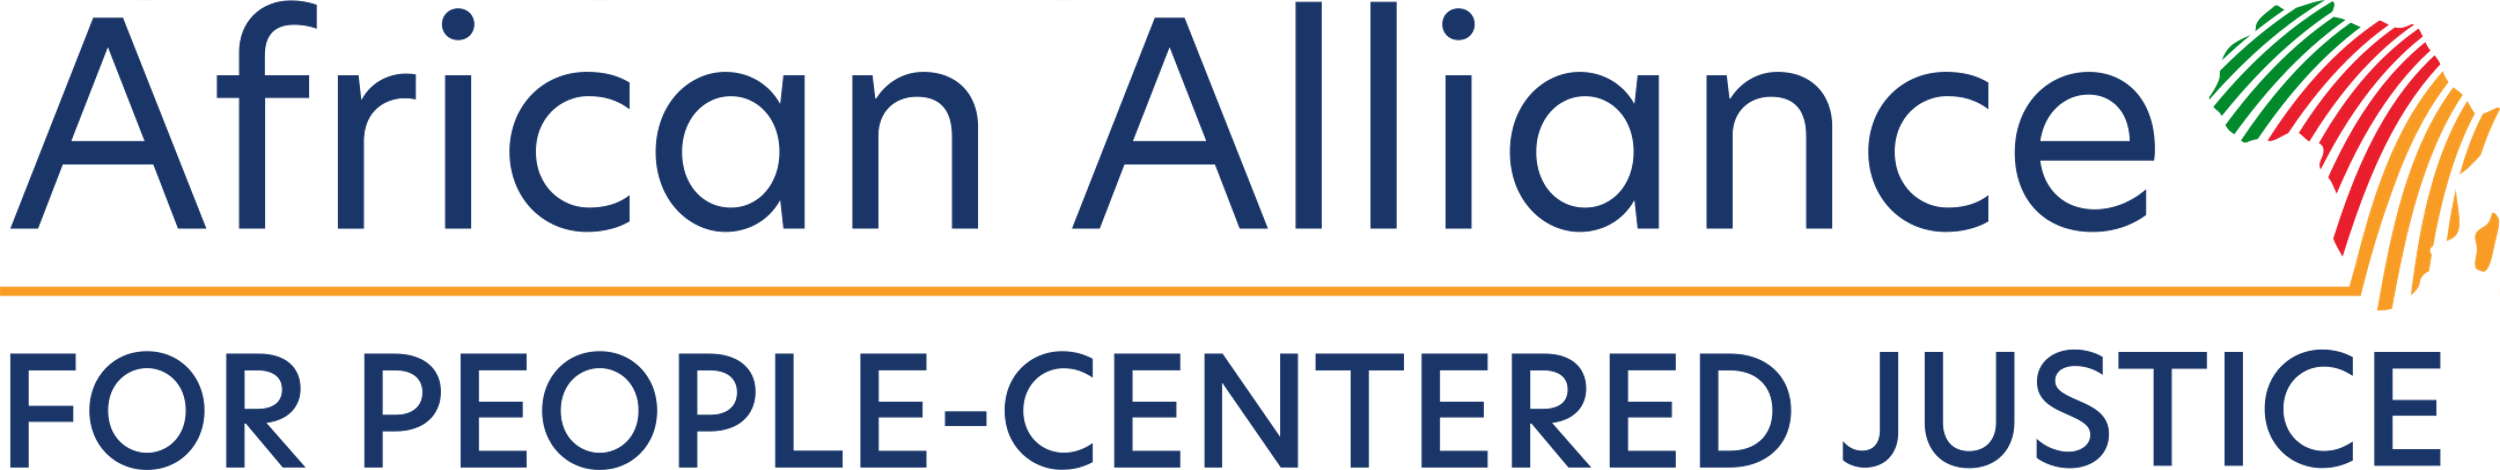 African Alliance
FOR PEOPLE-CENTERED JUSTICE